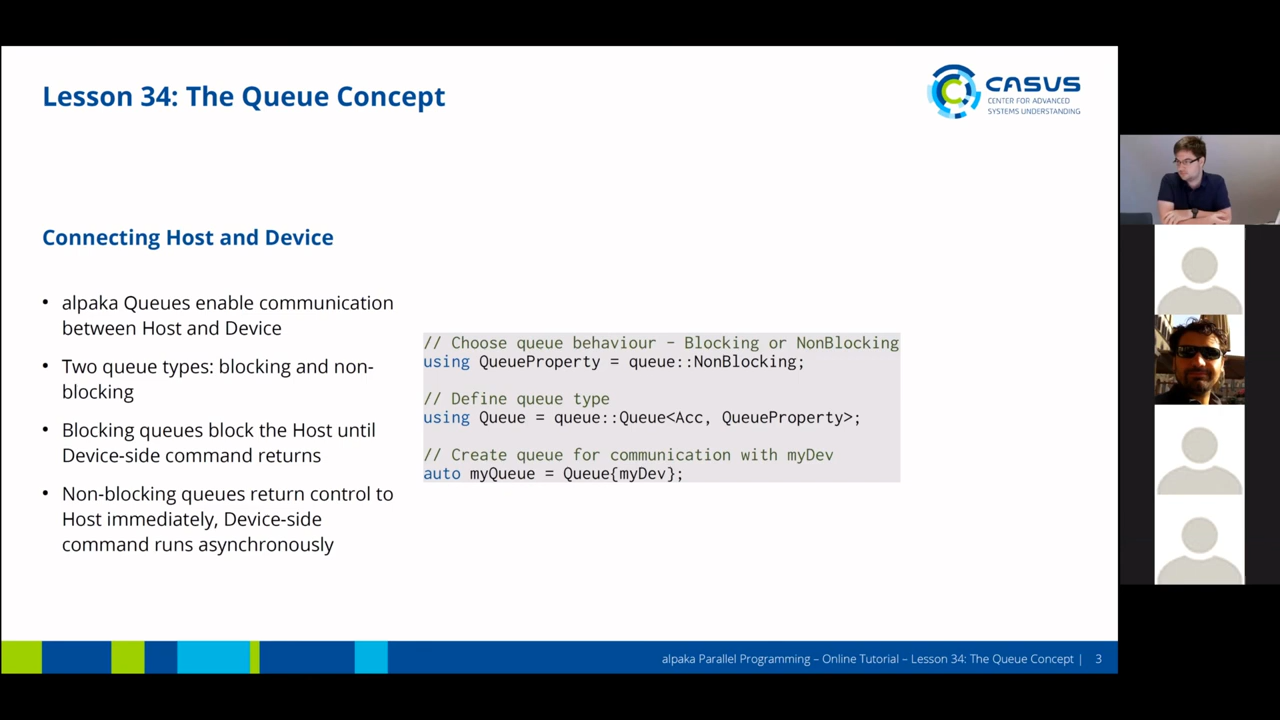 Lesson 34: The Queue Concept
CASUS
CENTER FOR ADVANCED
SYSTEMS UNDERSTANDING
Connecting Host and Device
• alpaka Queues enable communication
between Host and Device
• Two queue types: blocking and non-
blocking
• Blocking queues block the Host until
Device-side command returns
• Non-blocking queues return control to
Host immediately, Device-side
command runs asynchronously
// Choose queue behaviour – Blocking or NonBlocking
using QueueProperty = queue::NonBlocking;
// Define queue type
using Queue = queue::Queue<Acc, QueueProperty>;
// Create queue for communication with myDev
auto myQueue = Queue{myDev};
alpaka Parallel Programming – Online Tutorial – Lesson 34: The Queue Concept | 3